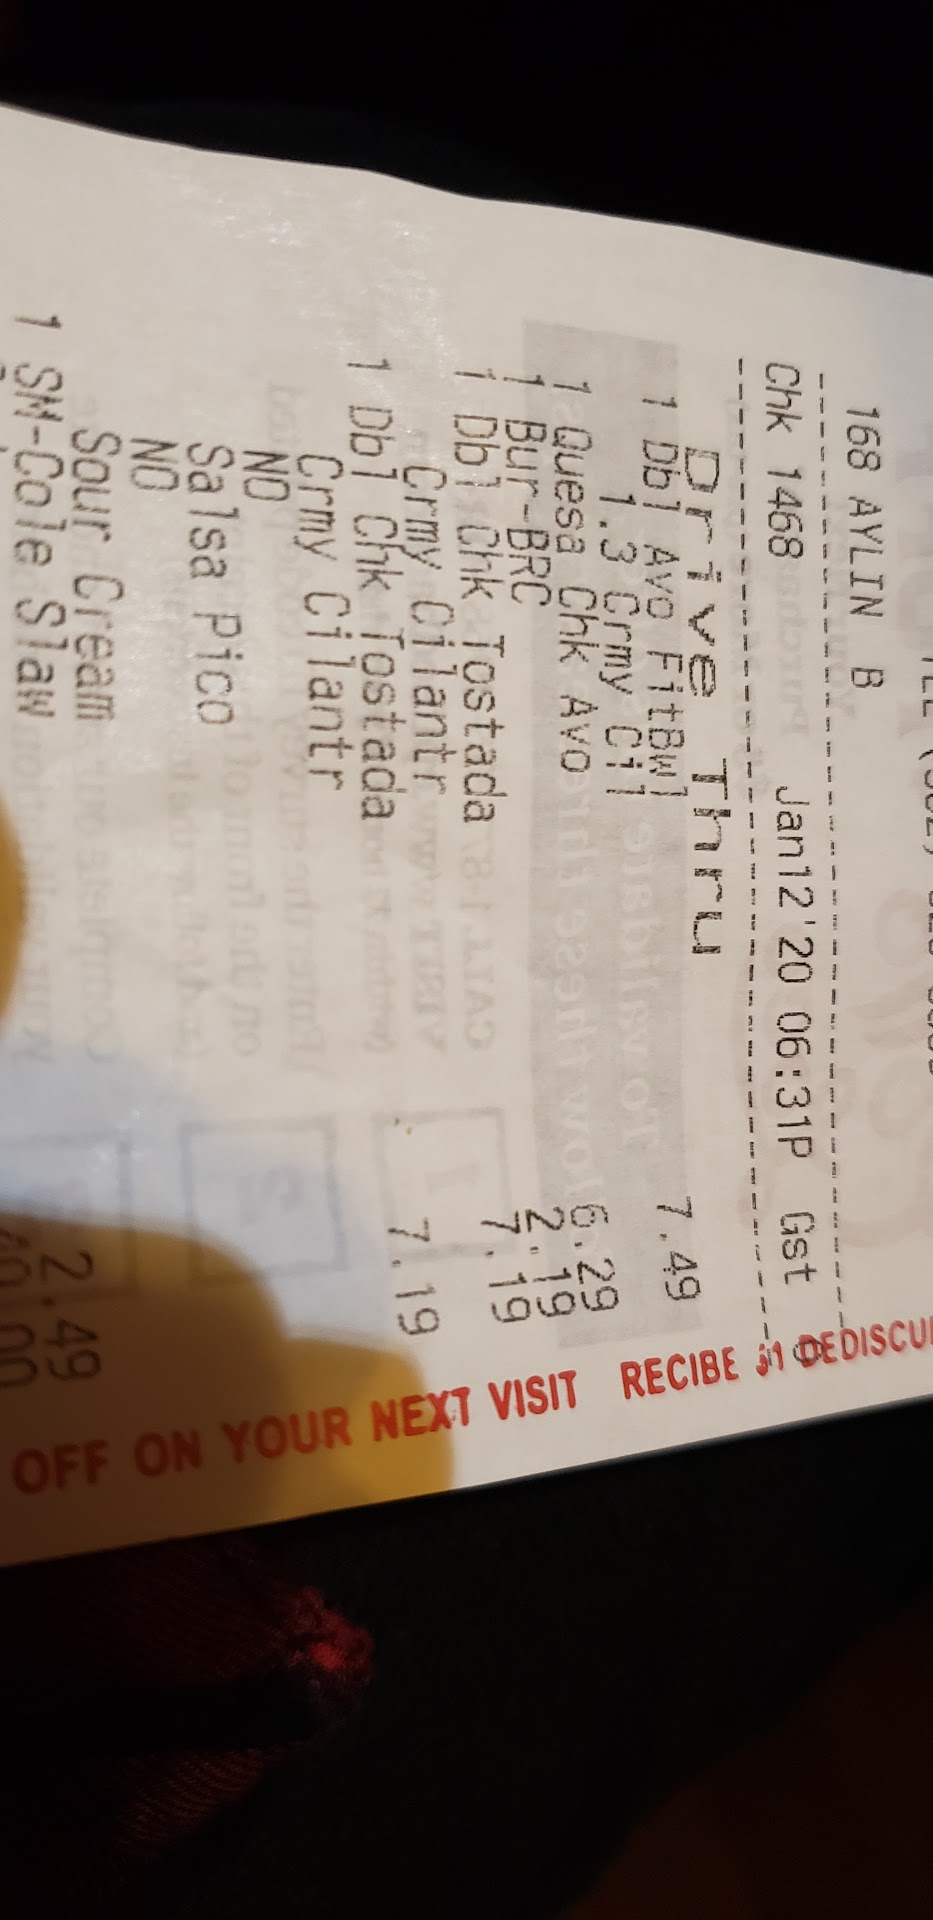 168 AYLIN B
Chk 1468 Jan12'20 06:31P Gst
Drive Thru
1 Dbl Avo FitBwl 7.49
1.3 Crmy Cil
1 Quesa Chk Avo 6.29
1 Bur-BRC 2.19
1 Dbl Chk Tostada 7.19
Crmy Cilantr
1 Dbl Chk Tostada 7.19
Crmy Cilantr
NO
Salsa Pico
NO
Sour Cream
1 SM-Cole Slaw 2.49
OFF ON YOUR NEXT VISIT RECIBE $1 DE